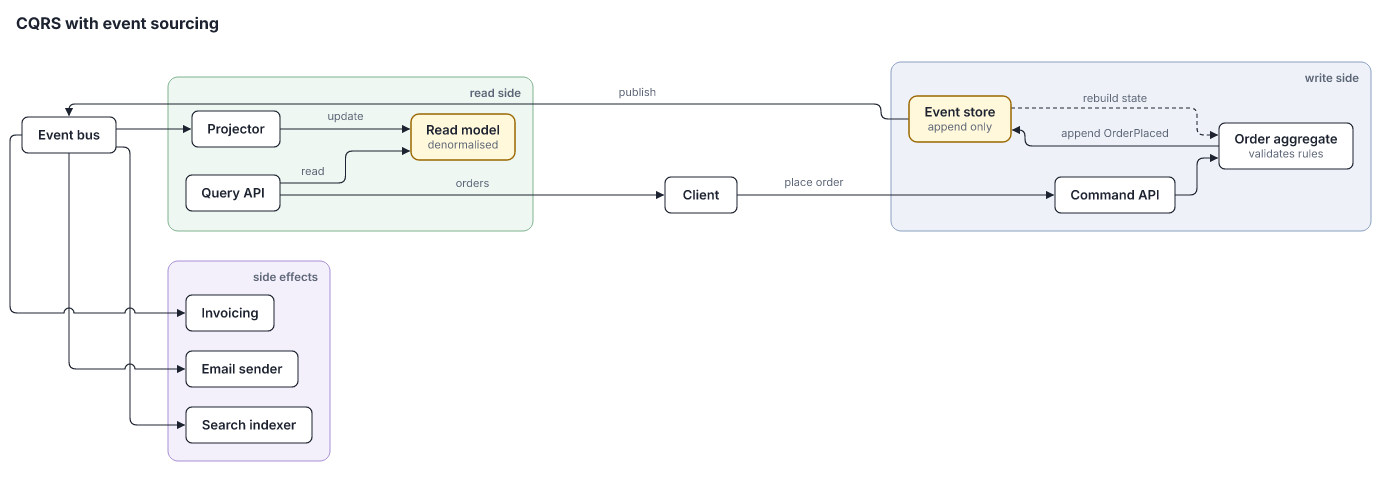 CQRS with event sourcing
write side
read side
publish
rebuild state
Event store
append only
update
Event bus
Projector
Read model
denormalised
append OrderPlaced
Order aggregate
validates rules
read
orders
place order
Query API
Client
Command API
side effects
Invoicing
Email sender
Search indexer